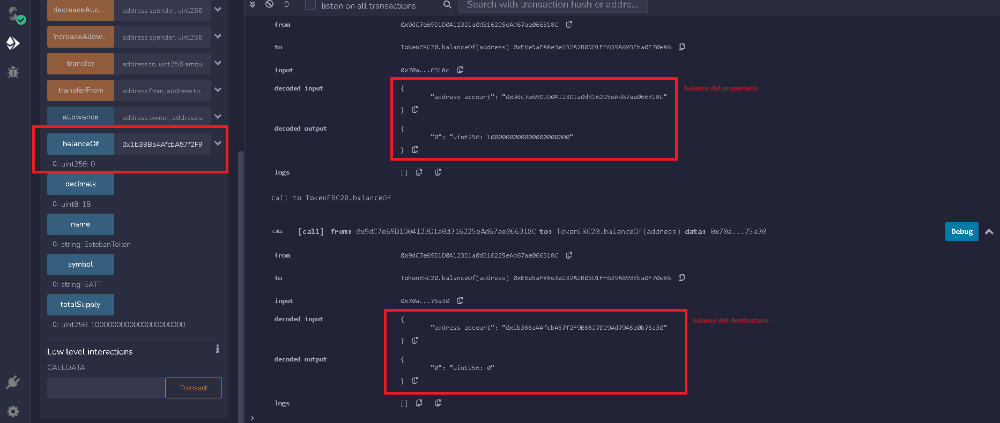 decreaseAllo...
address spender, uint256
increaseAllow...
address spender, uint256
transfer
address to, uint256 amou
transferFrom
address from, address to,
allowance
address owner, address sp
balanceOf
0x1b38Ba4AfcbA57f2F9
0: uint256: 0
decimals
0: uint8: 18
name
0: string: EstebanToken
symbol
0: string: EATT
totalSupply
0: uint256: 1000000000000000000000
Low level interactions
CALLDATA
Transact
0
listen on all transactions
Search with transaction hash or addre...
from
0x9dC7e69D1D04123D1a0d316225eAd67ae066318C
to
TokenERC20.balanceOf(address) 0xE6e5aF88e3e232A2B05D1FF639A693Eba0F70e86
input
0x70a...6318c
decoded input
{
"address account": "0x9dC7e69D1D04123D1a0d316225eAd67ae066318C"
}
balance del propietario
decoded output
{
"0": "uint256: 1000000000000000000000"
}
logs
[]
call to TokenERC20.balanceOf
CALL [call] from: 0x9dC7e69D1D04123D1a0d316225eAd67ae066318C to: TokenERC20.balanceOf(address) data: 0x70a...75a30
Debug
from
0x9dC7e69D1D04123D1a0d316225eAd67ae066318C
to
TokenERC20.balanceOf(address) 0xE6e5aF88e3e232A2B05D1FF639A693Eba0F70e86
input
0x70a...75a30
decoded input
{
"address account": "0x1b38Ba4AfcbA57f2F9E8827D29Ad7945e0b75a30"
}
balance del destinatario
decoded output
{
"0": "uint256: 0"
}
logs
[]
>